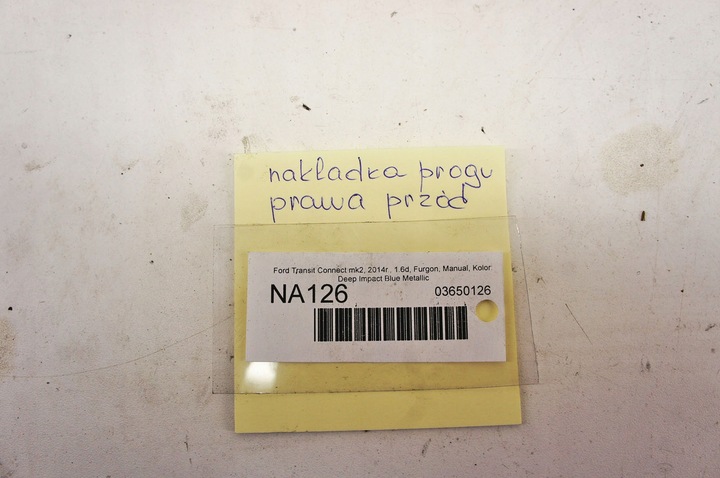 nakładka progu
prawa przód
Ford Transit Connect mk2, 2014r., 1.6d, Furgon, Manual, Kolor
Deep Impact Blue Metallic
NA126
03650126